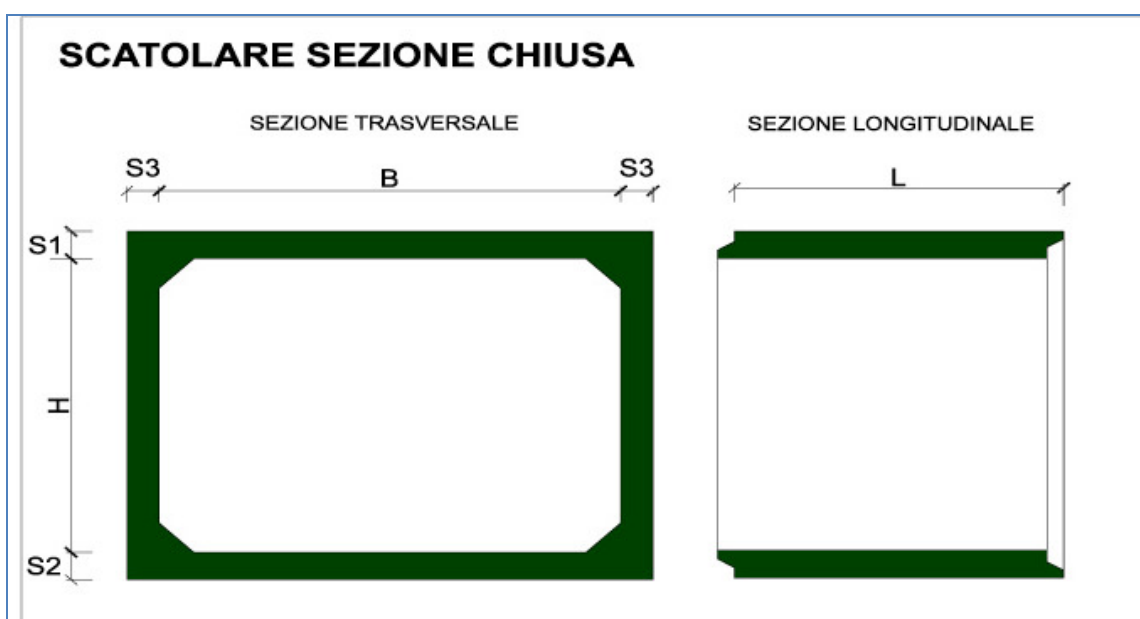 SCATOLARE SEZIONE CHIUSA
SEZIONE TRASVERSALE
SEZIONE LONGITUDINALE
S3
B
S3
L
S1
H
S2